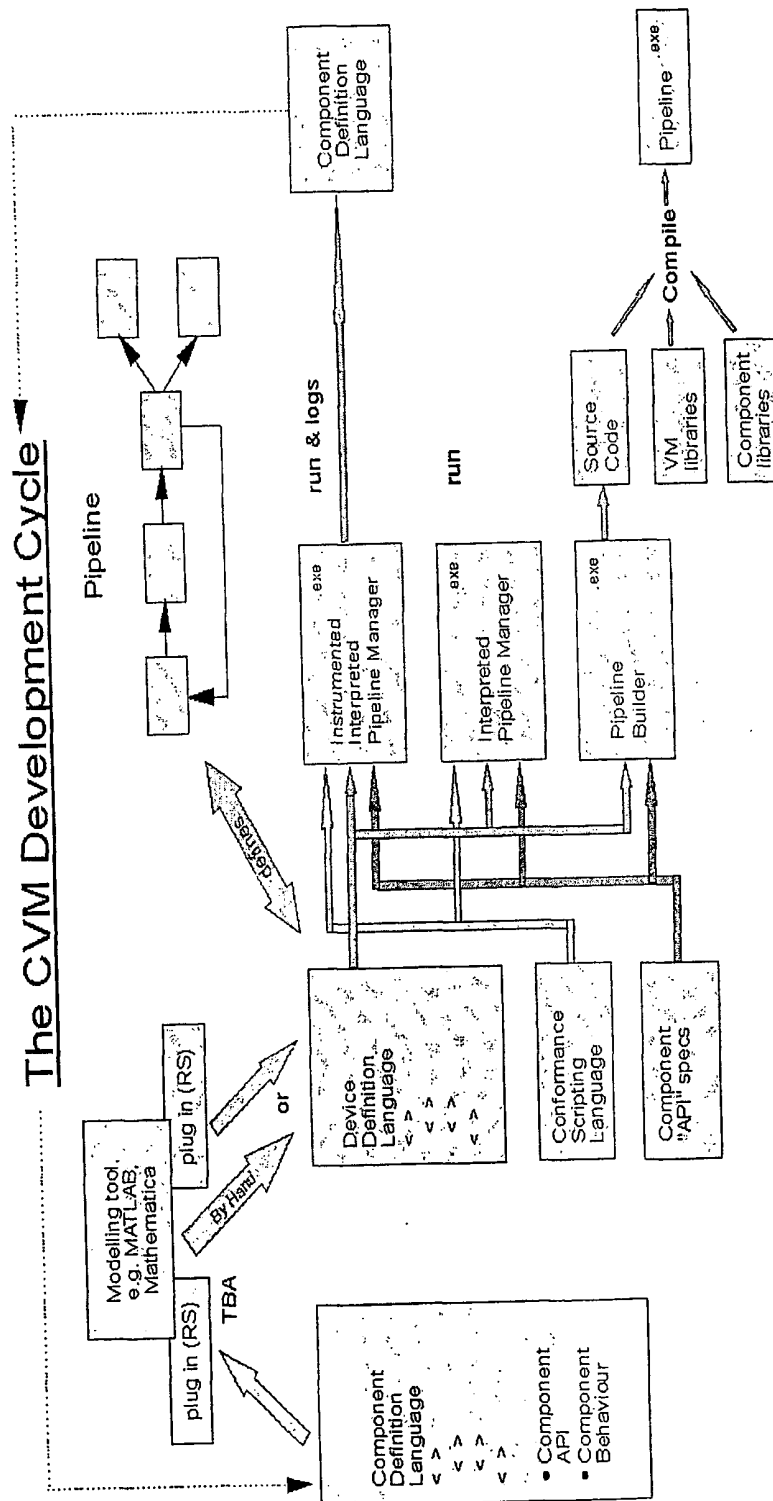 The CVM Development Cycle
Modelling tool,
e.g. MATLAB,
Mathematica
plug in (RS)
plug in (RS)
TBA
By Hand
or
defines
Pipeline
Component
Definition
Language
< >
< >
< >
< >
• Component
API
• Component
Behaviour
Device
Definition
Language
< >
< >
< >
< >
Conformance
Scripting
Language
Component
"API" specs
Instrumented
Interpreted
Pipeline Manager
.exe
run & logs
Component
Definition
Language
Interpreted
Pipeline Manager
.exe
run
Pipeline
Builder
.exe
Source
Code
VM
libraries
Component
libraries
Compile
Pipeline
.exe